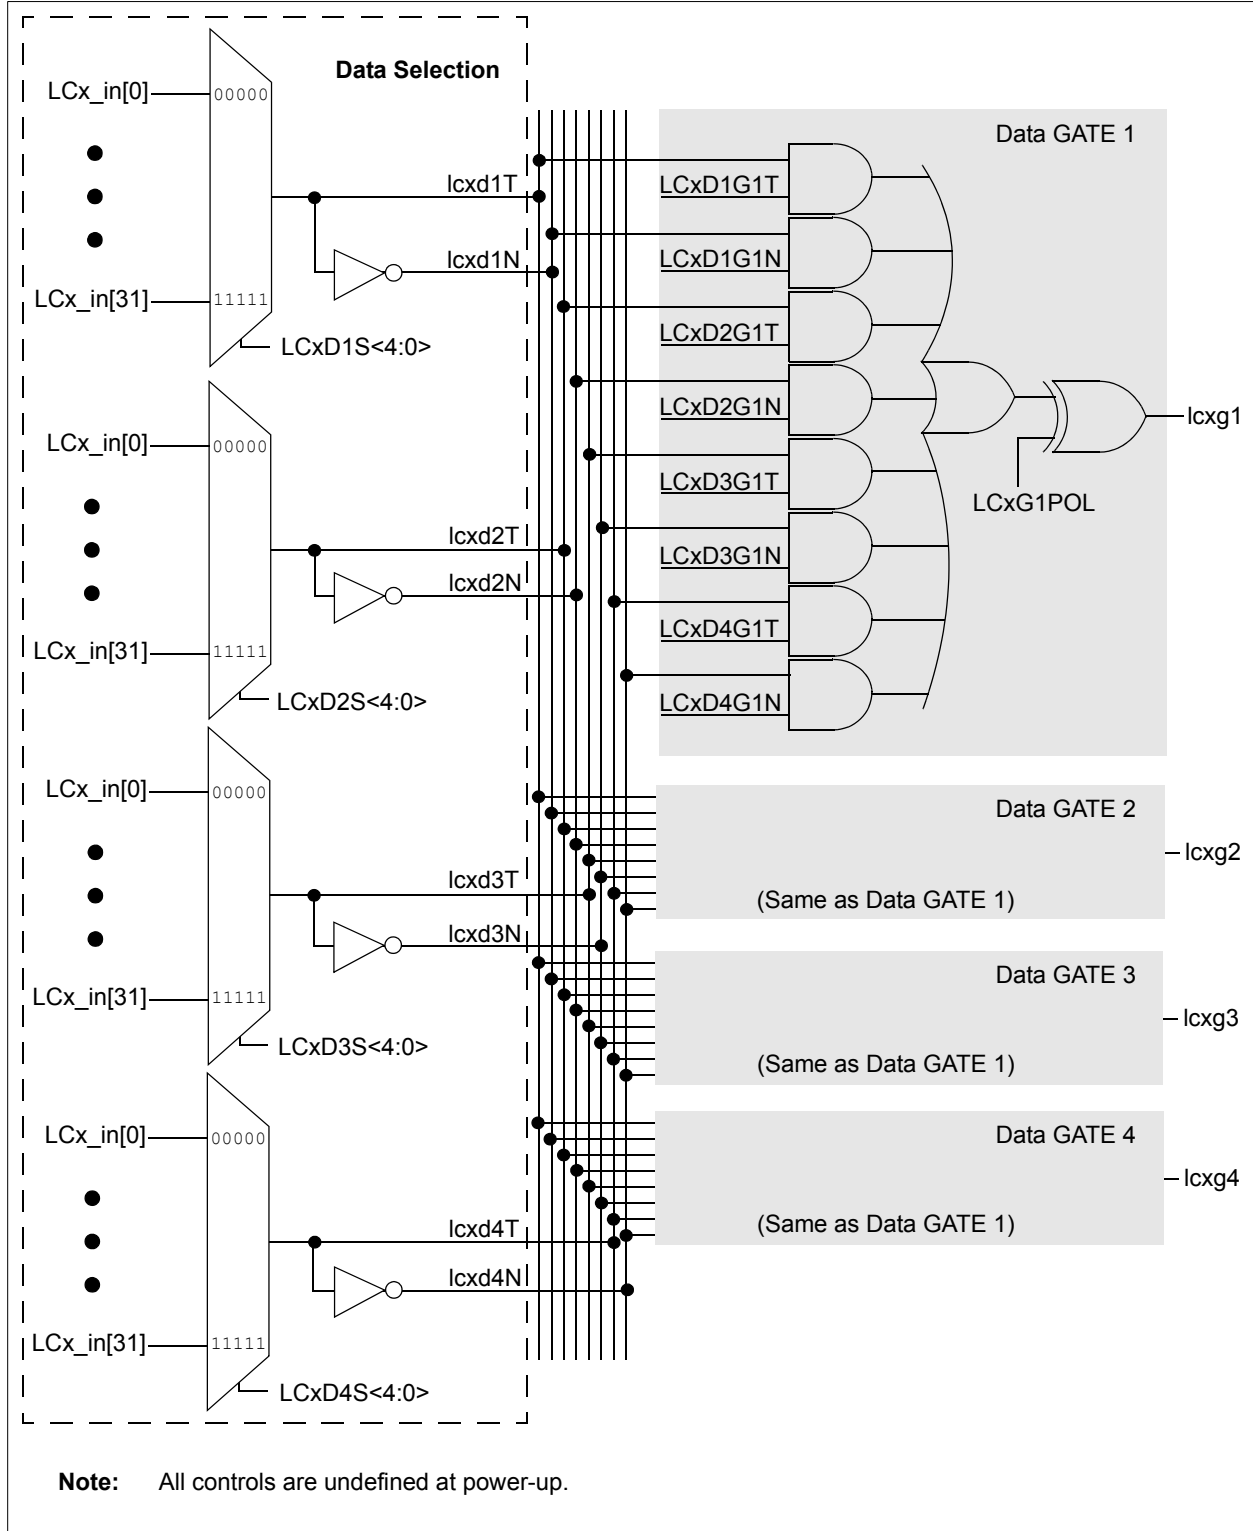 Data Selection
LCx_in[0]
00000
lcxd1T
lcxd1N
LCx_in[31]
11111
LCxD1S<4:0>
LCx_in[0]
00000
lcxd2T
lcxd2N
LCx_in[31]
11111
LCxD2S<4:0>
LCx_in[0]
00000
lcxd3T
lcxd3N
LCx_in[31]
11111
LCxD3S<4:0>
LCx_in[0]
00000
lcxd4T
lcxd4N
LCx_in[31]
11111
LCxD4S<4:0>
Data GATE 1
LCxD1G1T
LCxD1G1N
LCxD2G1T
LCxD2G1N
LCxD3G1T
LCxD3G1N
LCxD4G1T
LCxD4G1N
LCxG1POL
lcxg1
Data GATE 2
(Same as Data GATE 1)
lcxg2
Data GATE 3
(Same as Data GATE 1)
lcxg3
Data GATE 4
(Same as Data GATE 1)
lcxg4
Note: All controls are undefined at power-up.